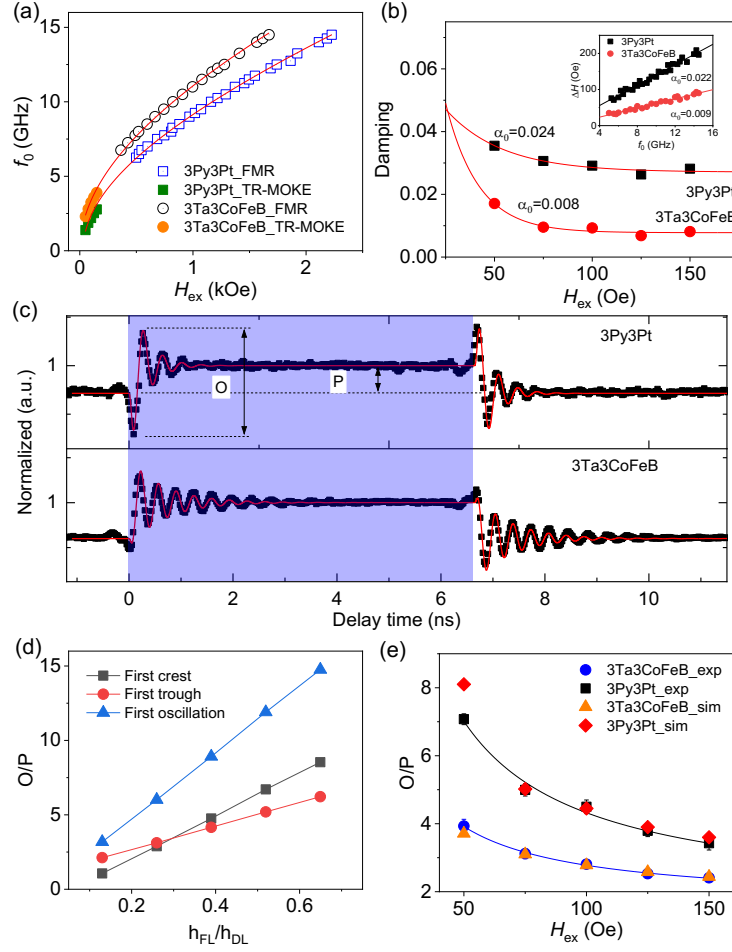 (a)
15
10
5
0
f₀ (GHz)
3Py3Pt_FMR
3Py3Pt_TR-MOKE
3Ta3CoFeB_FMR
3Ta3CoFeB_TR-MOKE
0 1 2
Hex (kOe)
(b)
0.06
0.04
0.02
0.00
Damping
α₀=0.024
α₀=0.008
3Py3Pt
3Ta3CoFeB
50 100 150
Hex (Oe)
3Py3Pt
3Ta3CoFeB
200
100
0
ΔH (Oe)
α₀=0.022
α₀=0.009
4 8 12 16
f₀ (GHz)
(c)
Normalized (a.u.)
1
O
P
3Py3Pt
1
3Ta3CoFeB
0 2 4 6 8 10
Delay time (ns)
(d)
15
10
5
0
O/P
First crest
First trough
First oscillation
0.2 0.4 0.6
hFL/hDL
(e)
8
6
4
2
O/P
3Ta3CoFeB_exp
3Py3Pt_exp
3Ta3CoFeB_sim
3Py3Pt_sim
50 100 150
Hex (Oe)